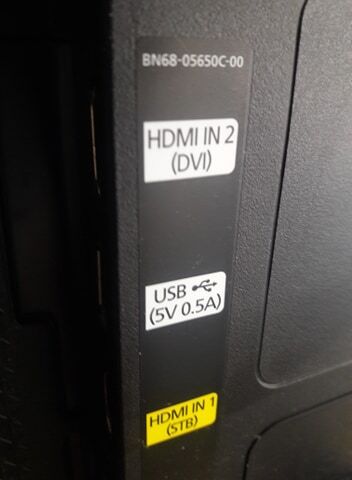 BN68-05650C-00
HDMI IN 2
(DVI)
USB
(5V 0.5A)
HDMI IN 1
(STB)